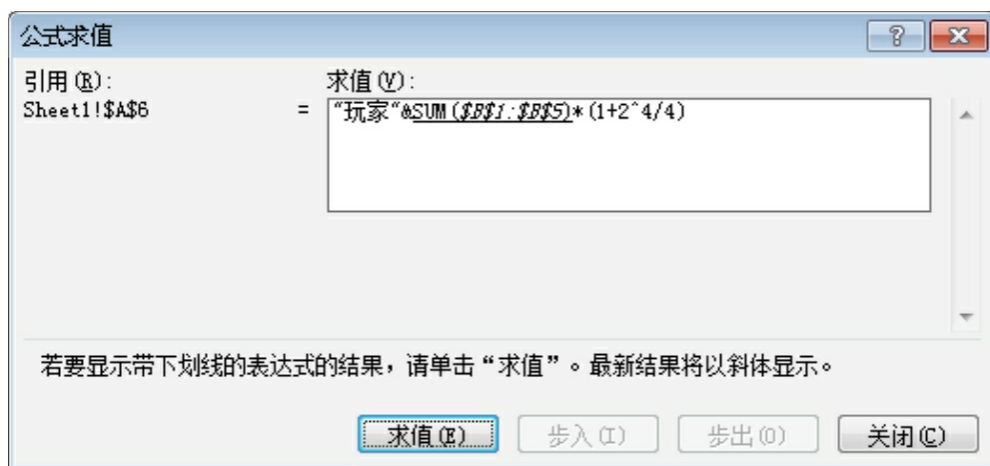 公式求值
引用(R):
求值(V):
Sheet1!$A$6 = "玩家"&SUM($B$1:$B$5)*(1+2^4/4)
若要显示带下划线的表达式的结果，请单击“求值”。最新结果将以斜体显示。
求值(E) 步入(I) 步出(O) 关闭(C)